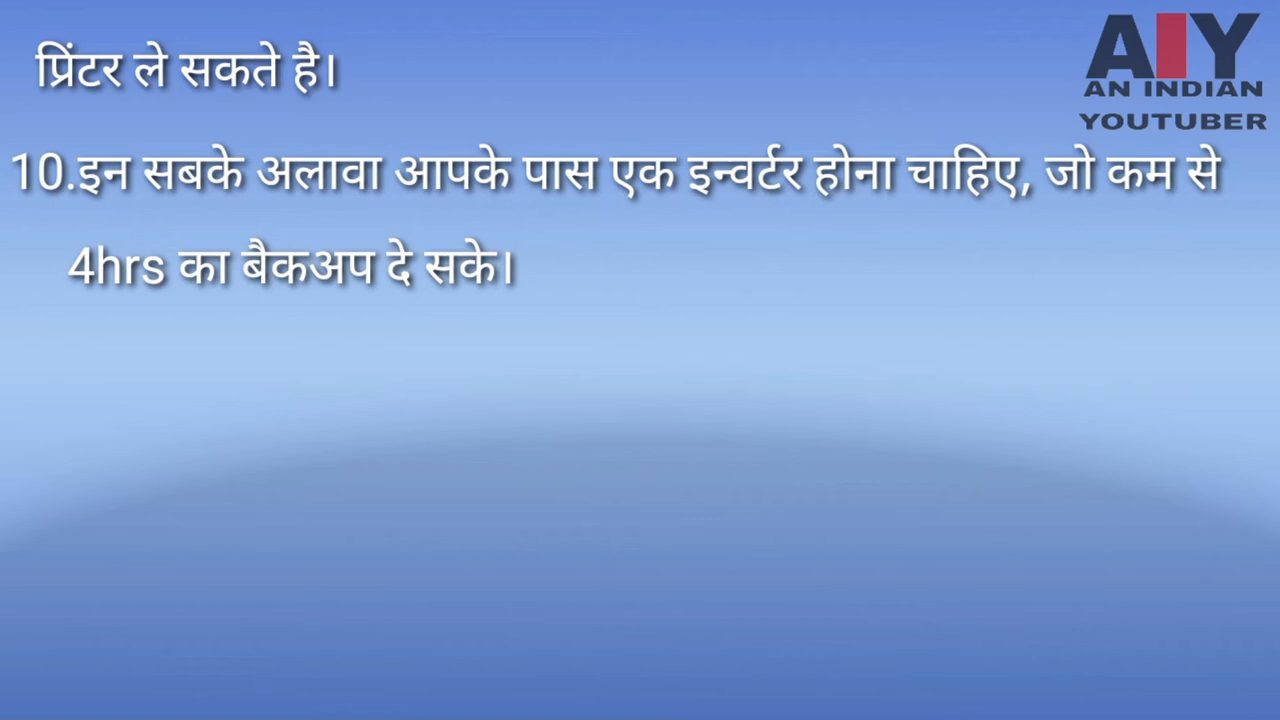 प्रिंटर ले सकते है।
AIY
AN INDIAN
YOUTUBER
10.इन सबके अलावा आपके पास एक इन्वर्टर होना चाहिए, जो कम से
4hrs का बैकअप दे सके।